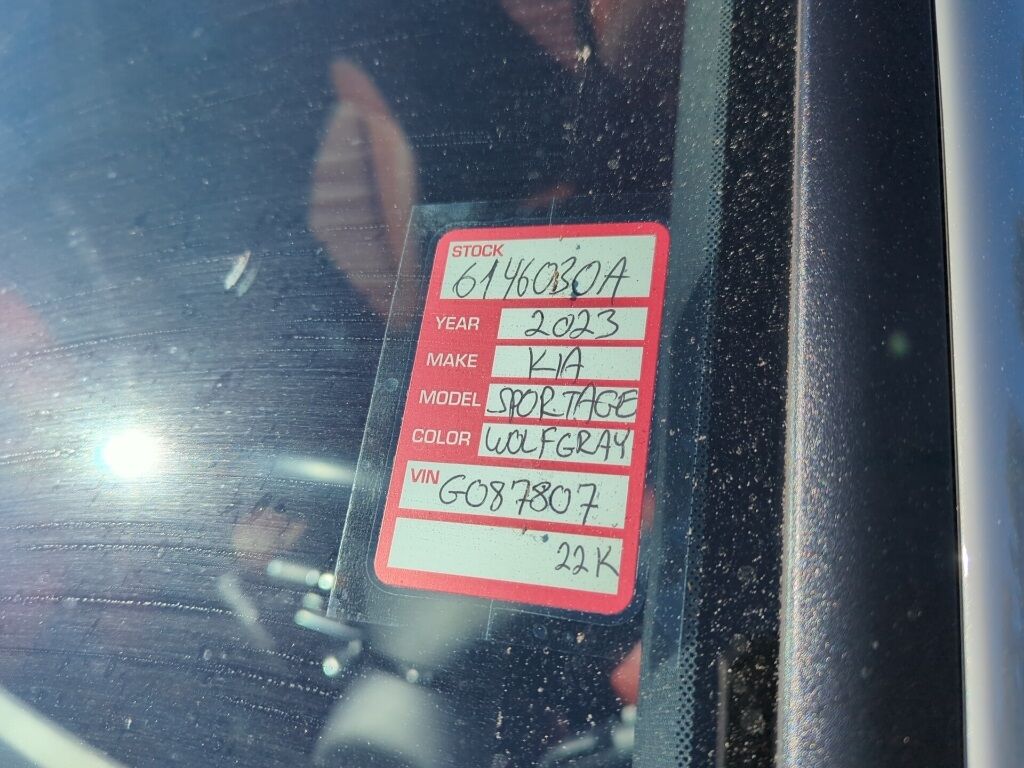 STOCK
6146030A
YEAR 2023
MAKE KIA
MODEL SPORTAGE
COLOR WOLFGRAY
VIN G087807
22K